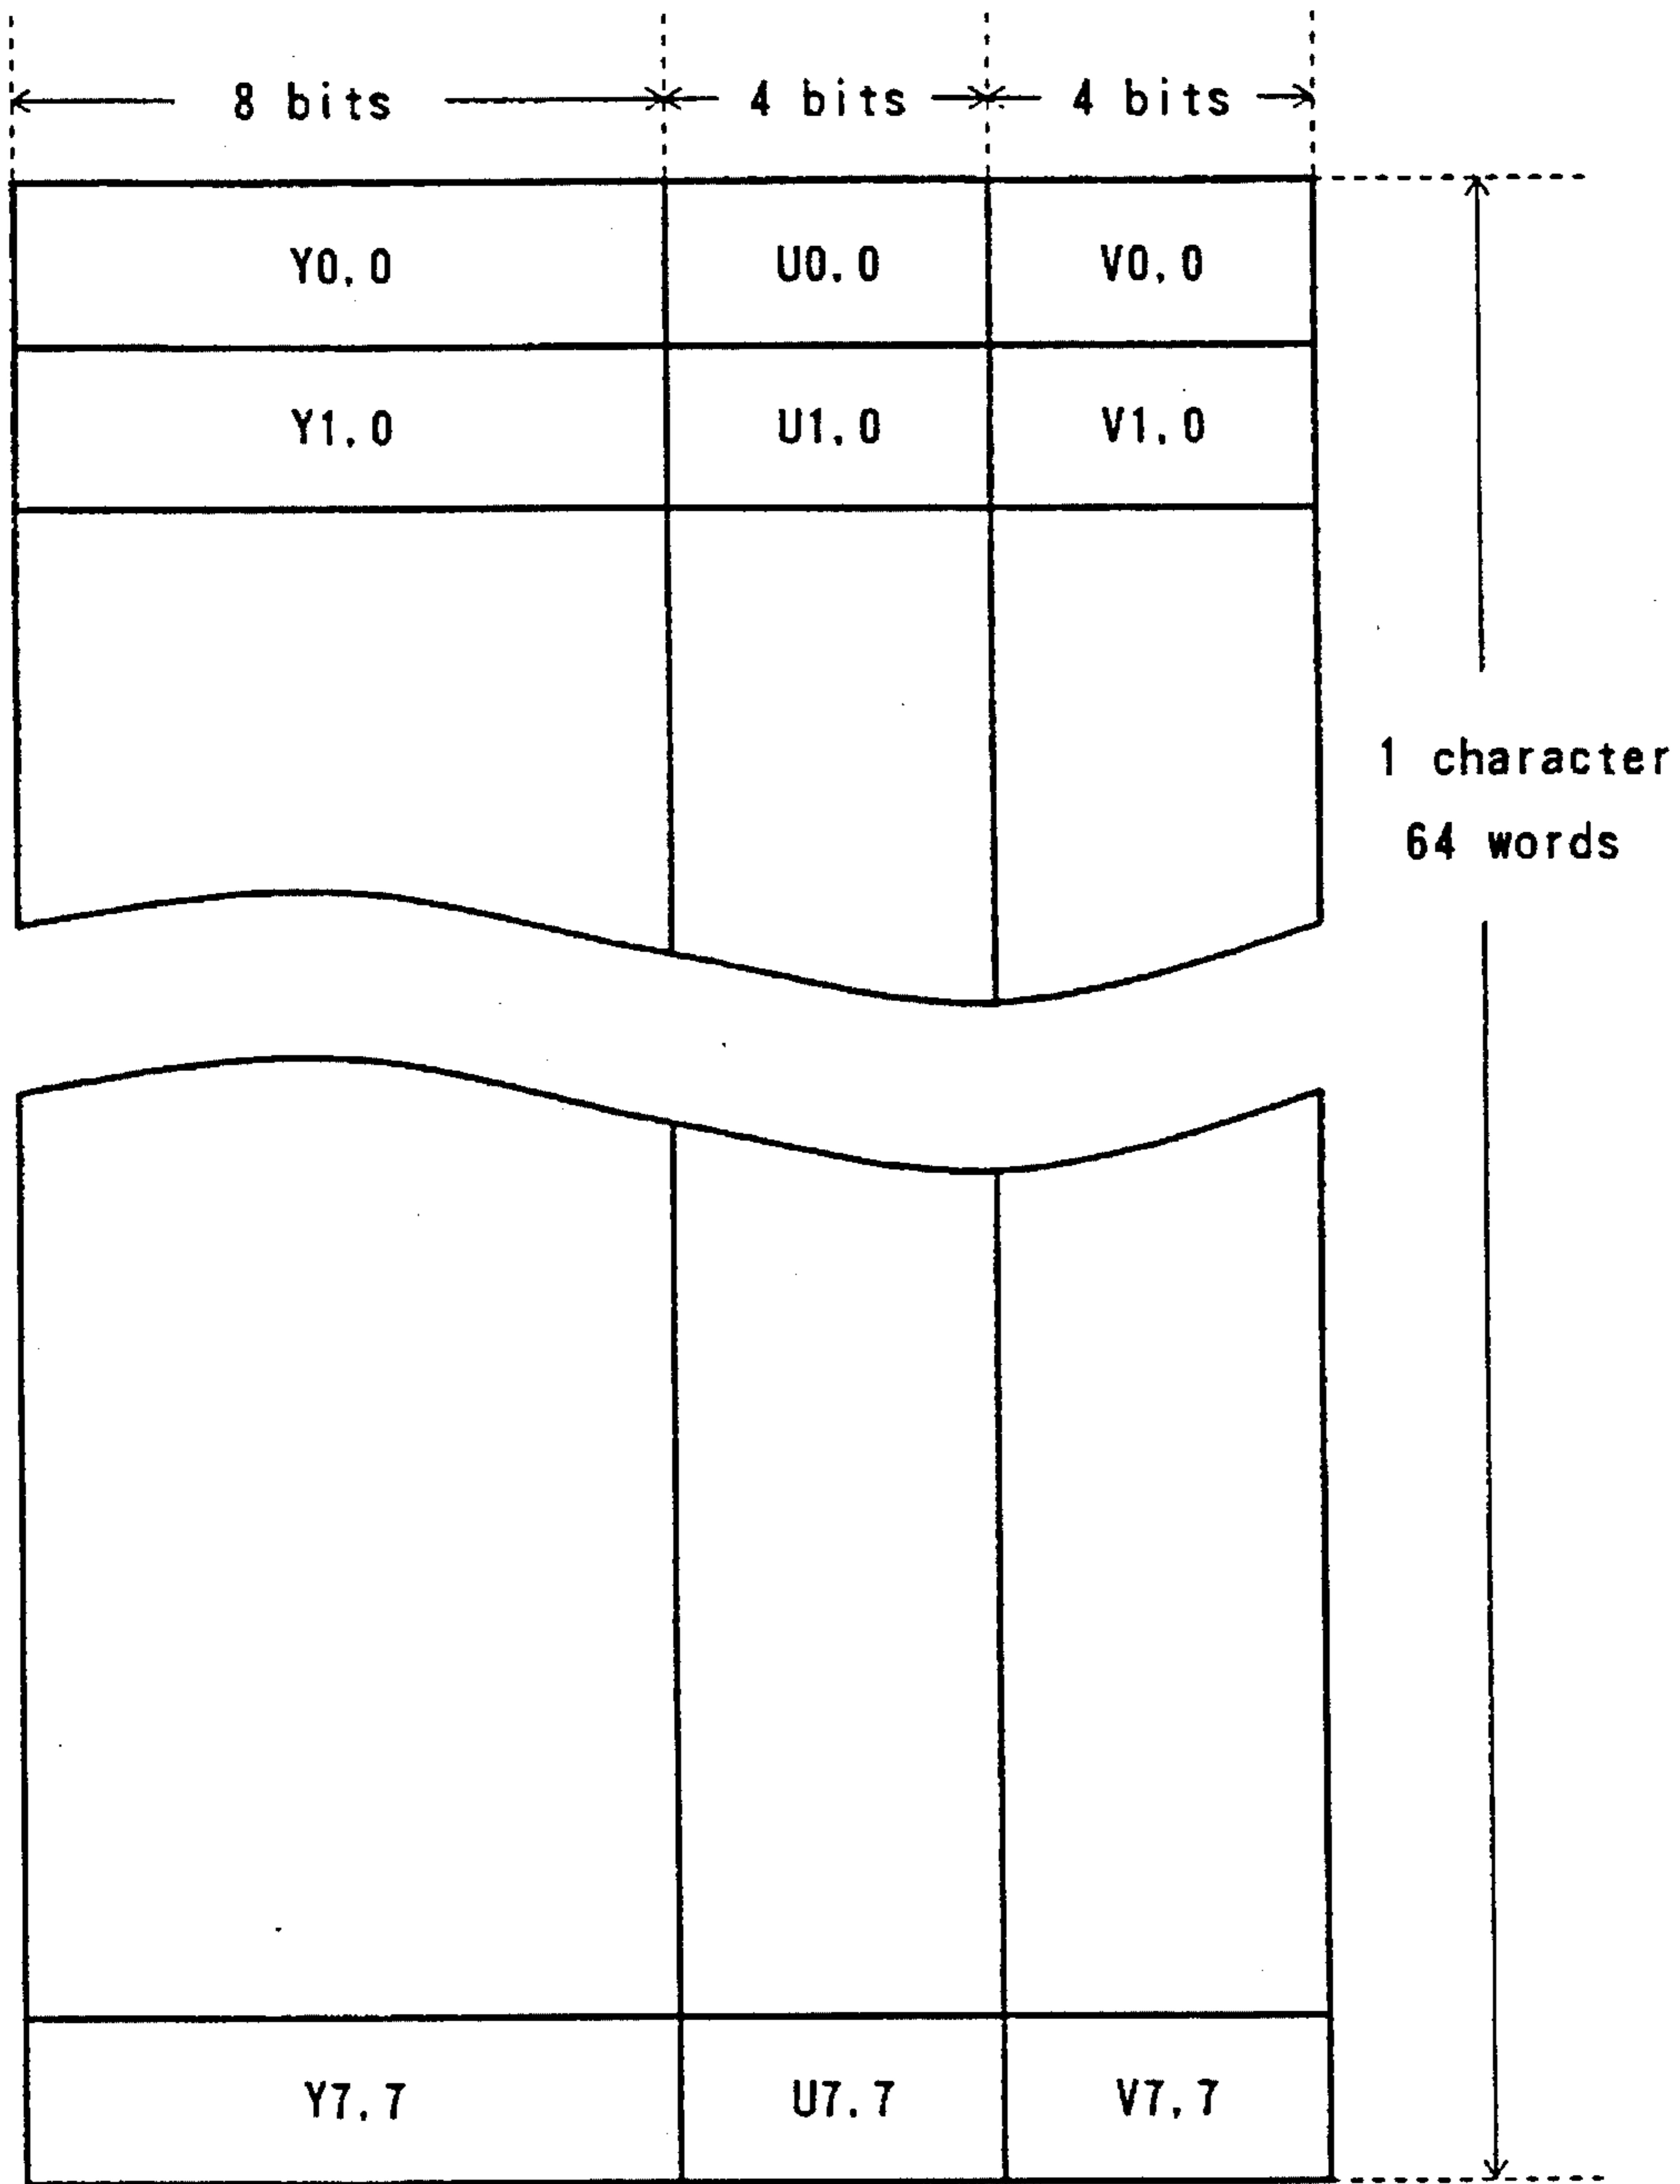 8 bits 4 bits 4 bits
Y0,0 U0,0 V0,0
Y1,0 U1,0 V1,0
1 character
64 words
Y7,7 U7,7 V7,7